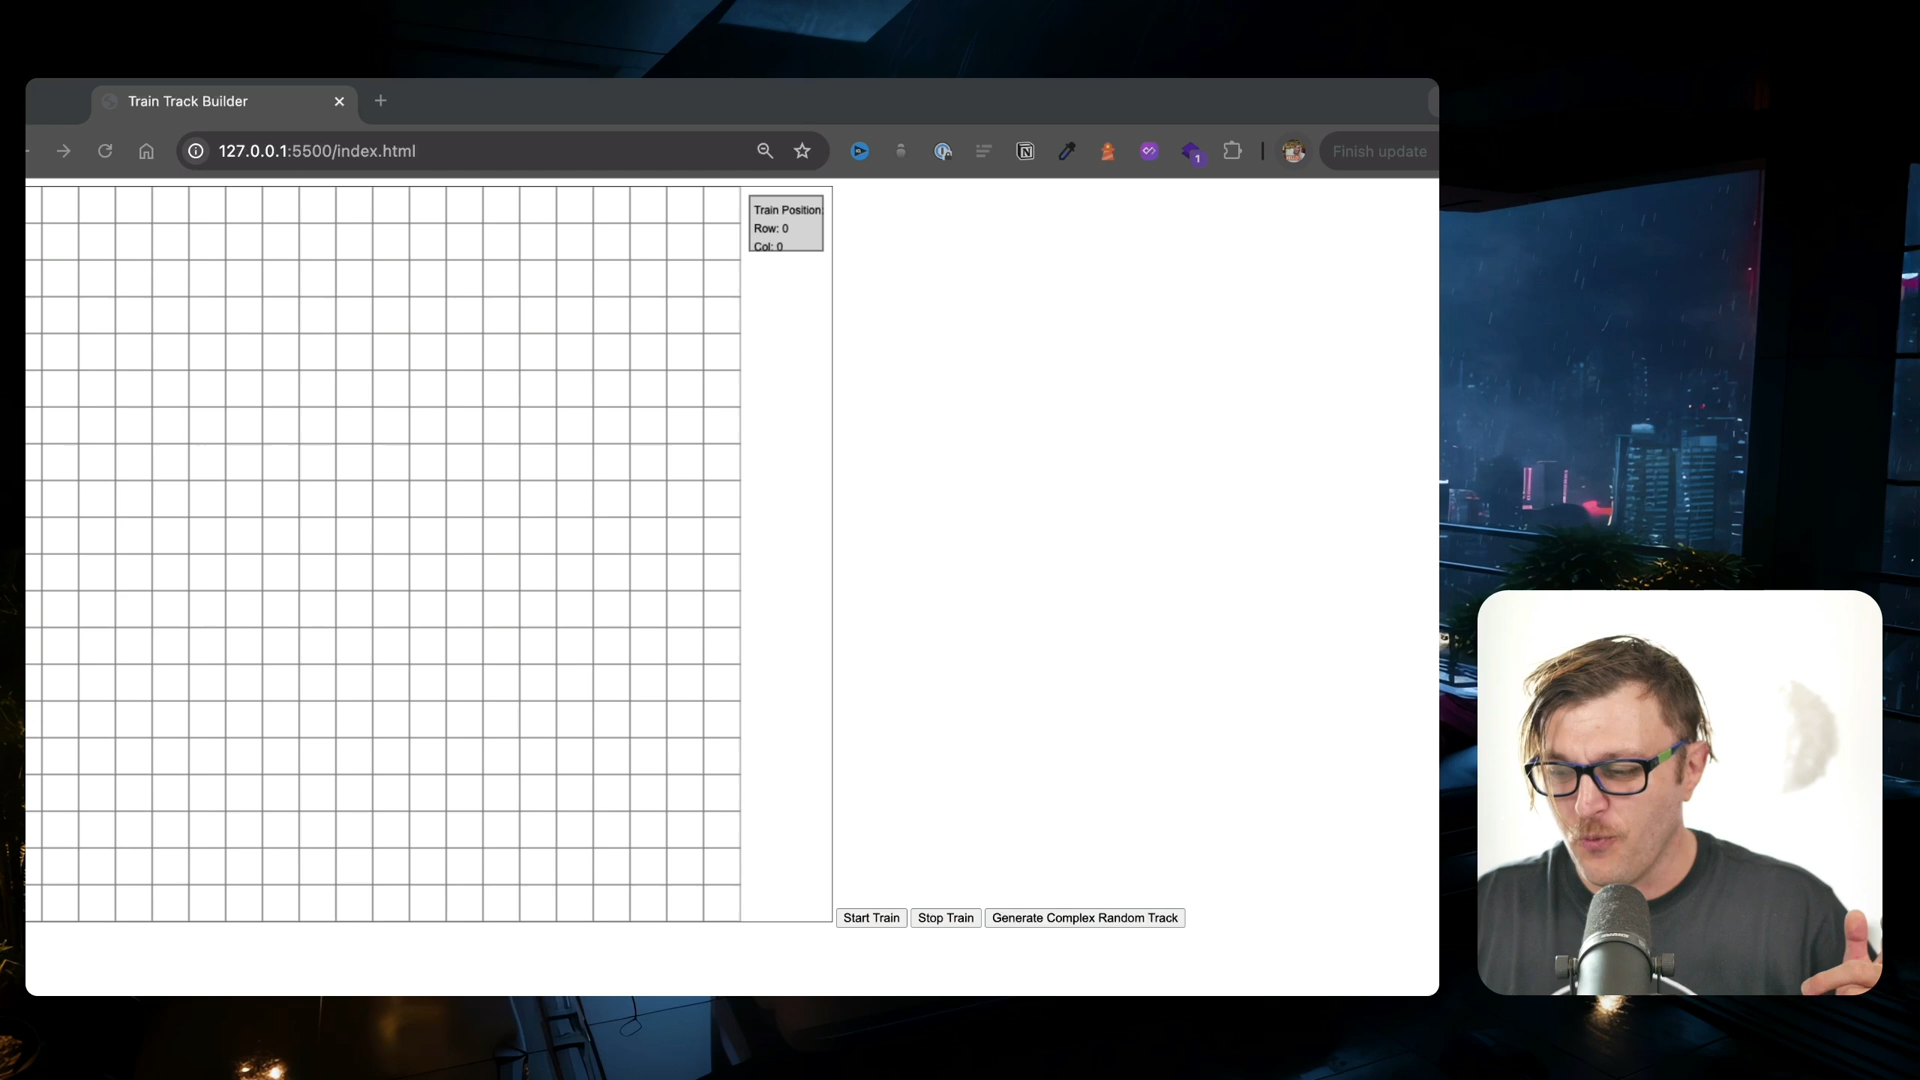 Train Track Builder
127.0.0.1:5500/index.html
1
Finish update
Train Position:
Row: 0
Col: 0
Start Train
Stop Train
Generate Complex Random Track